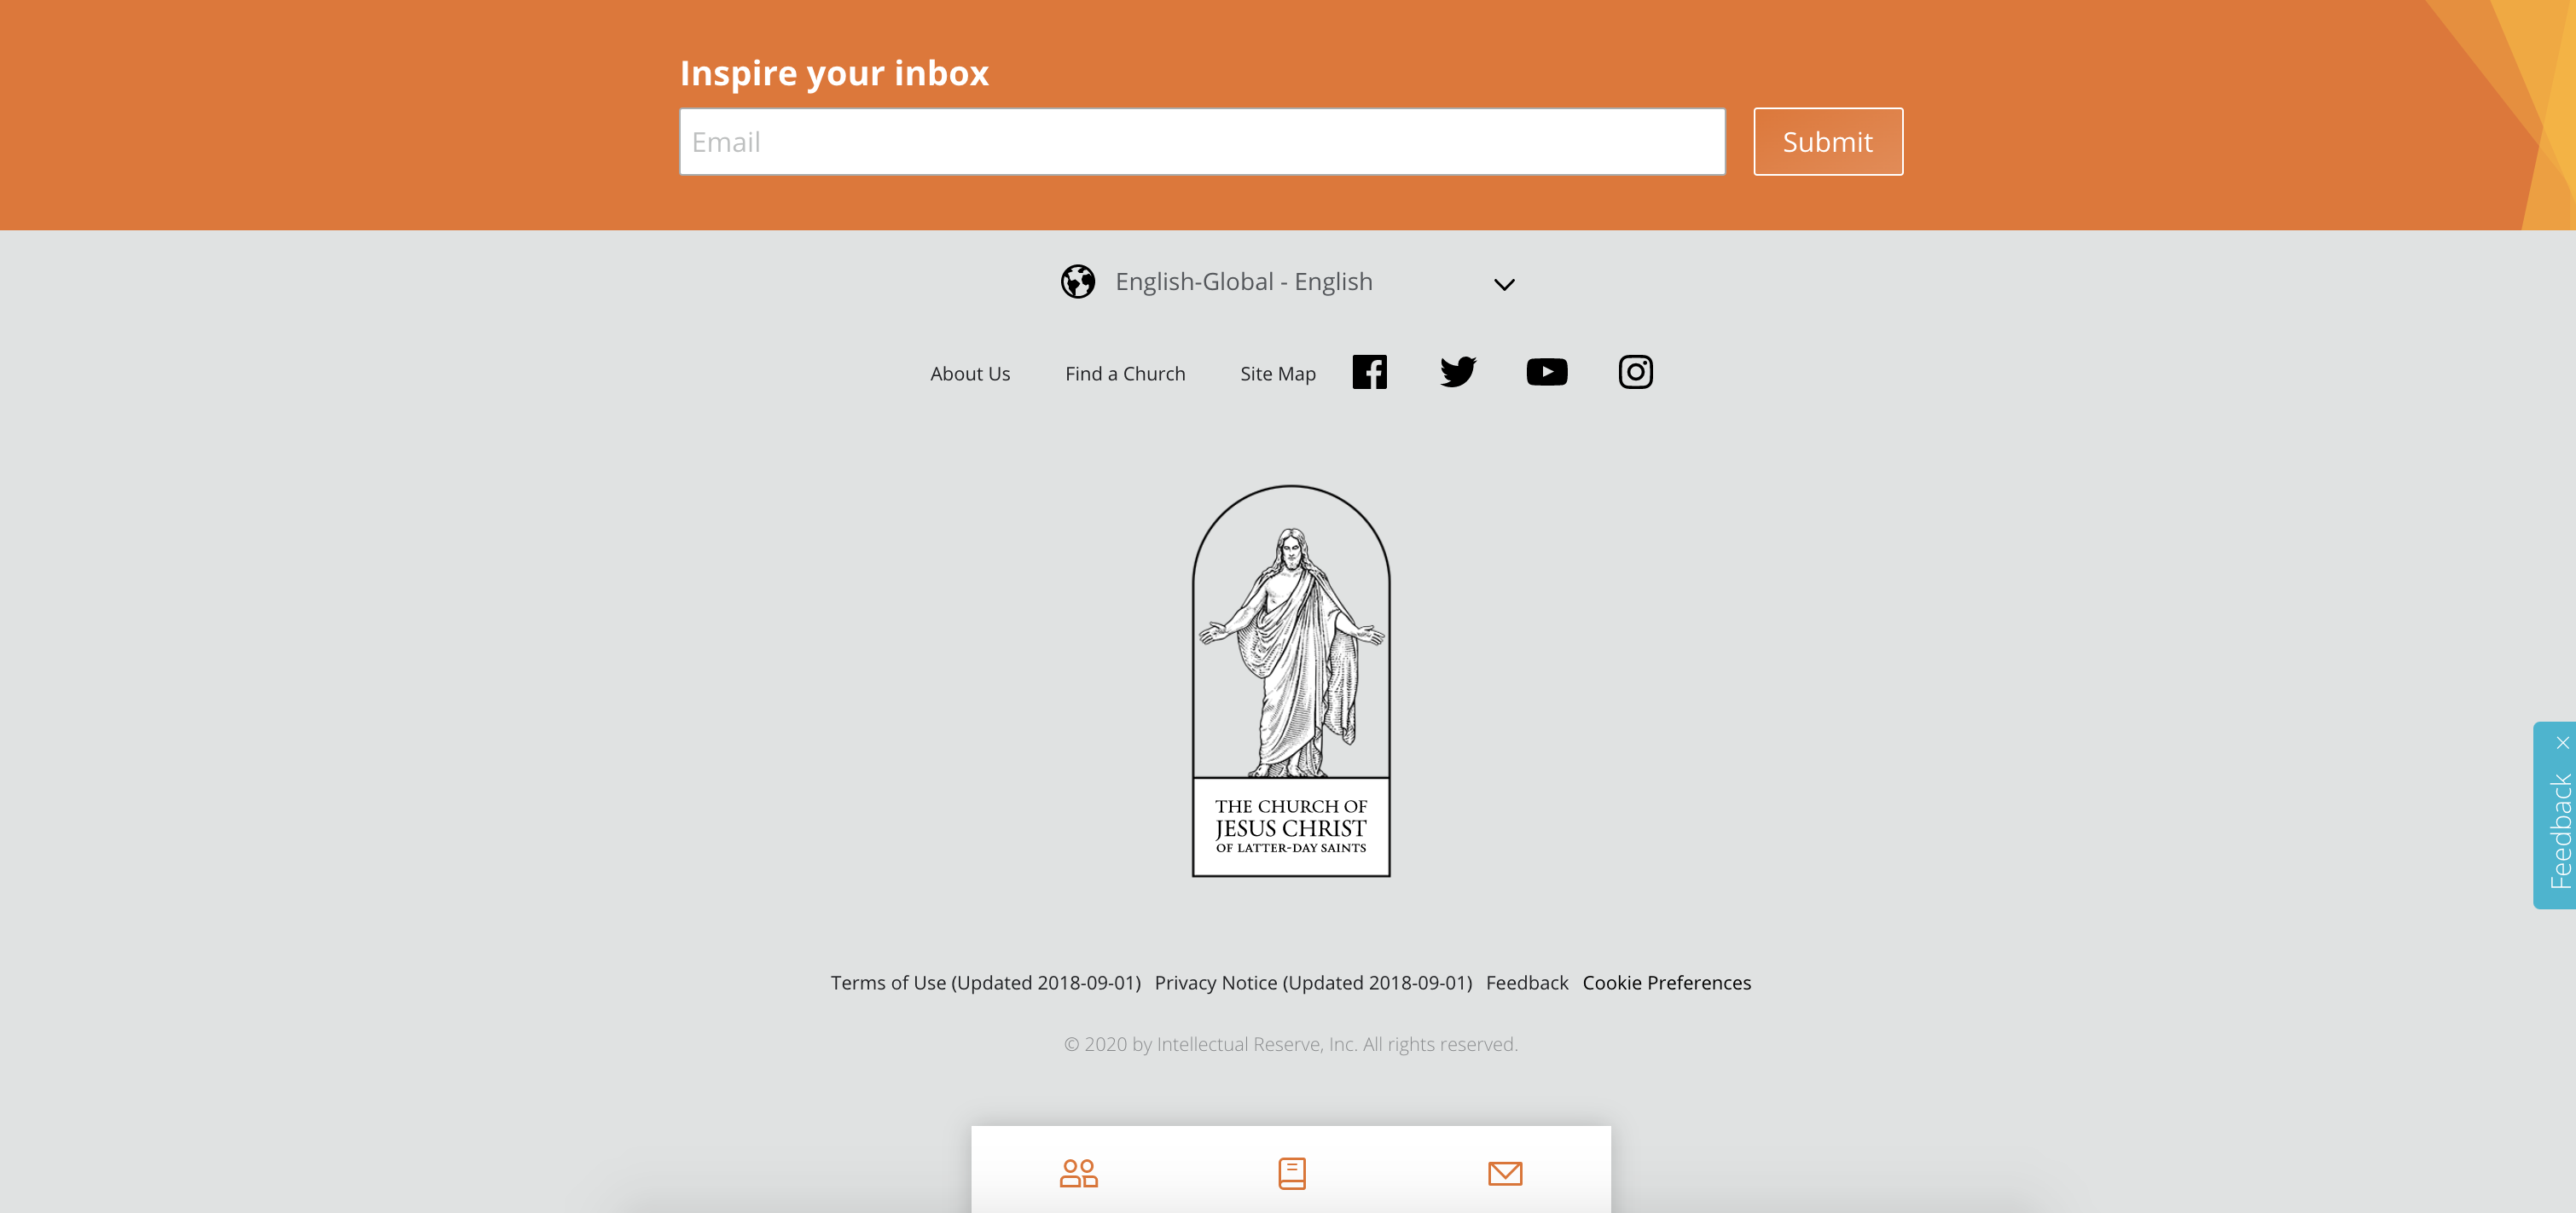 Inspire your inbox
Email
Submit
English-Global - English
About Us
Find a Church
Site Map
THE CHURCH OF
JESUS CHRIST
OF LATTER-DAY SAINTS
Feedback
Terms of Use (Updated 2018-09-01) Privacy Notice (Updated 2018-09-01) Feedback Cookie Preferences
© 2020 by Intellectual Reserve, Inc. All rights reserved.